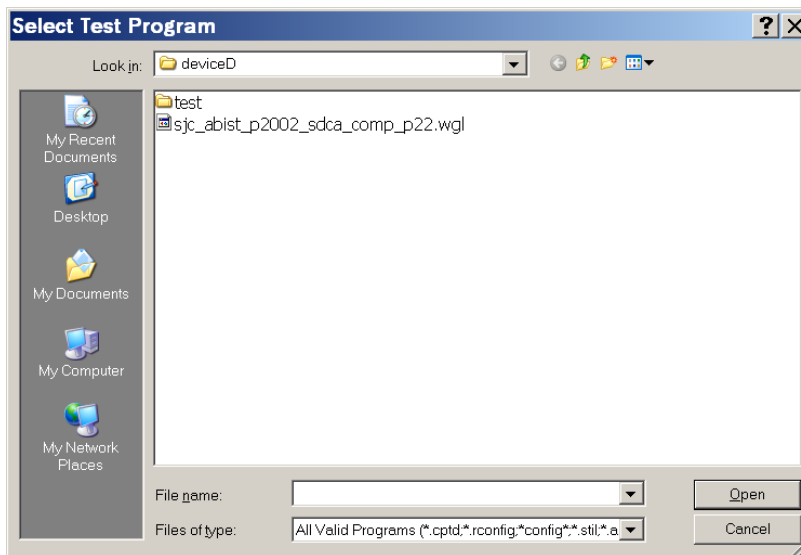 Select Test Program
Look in:
deviceD
test
sjc_abist_p2002_sdca_comp_p22.wgl
My Recent
Documents
Desktop
My Documents
My Computer
My Network
Places
File name:
Open
Files of type:
All Valid Programs (*.cptd;*.rconfig;*config*;*.stil;*.a
Cancel